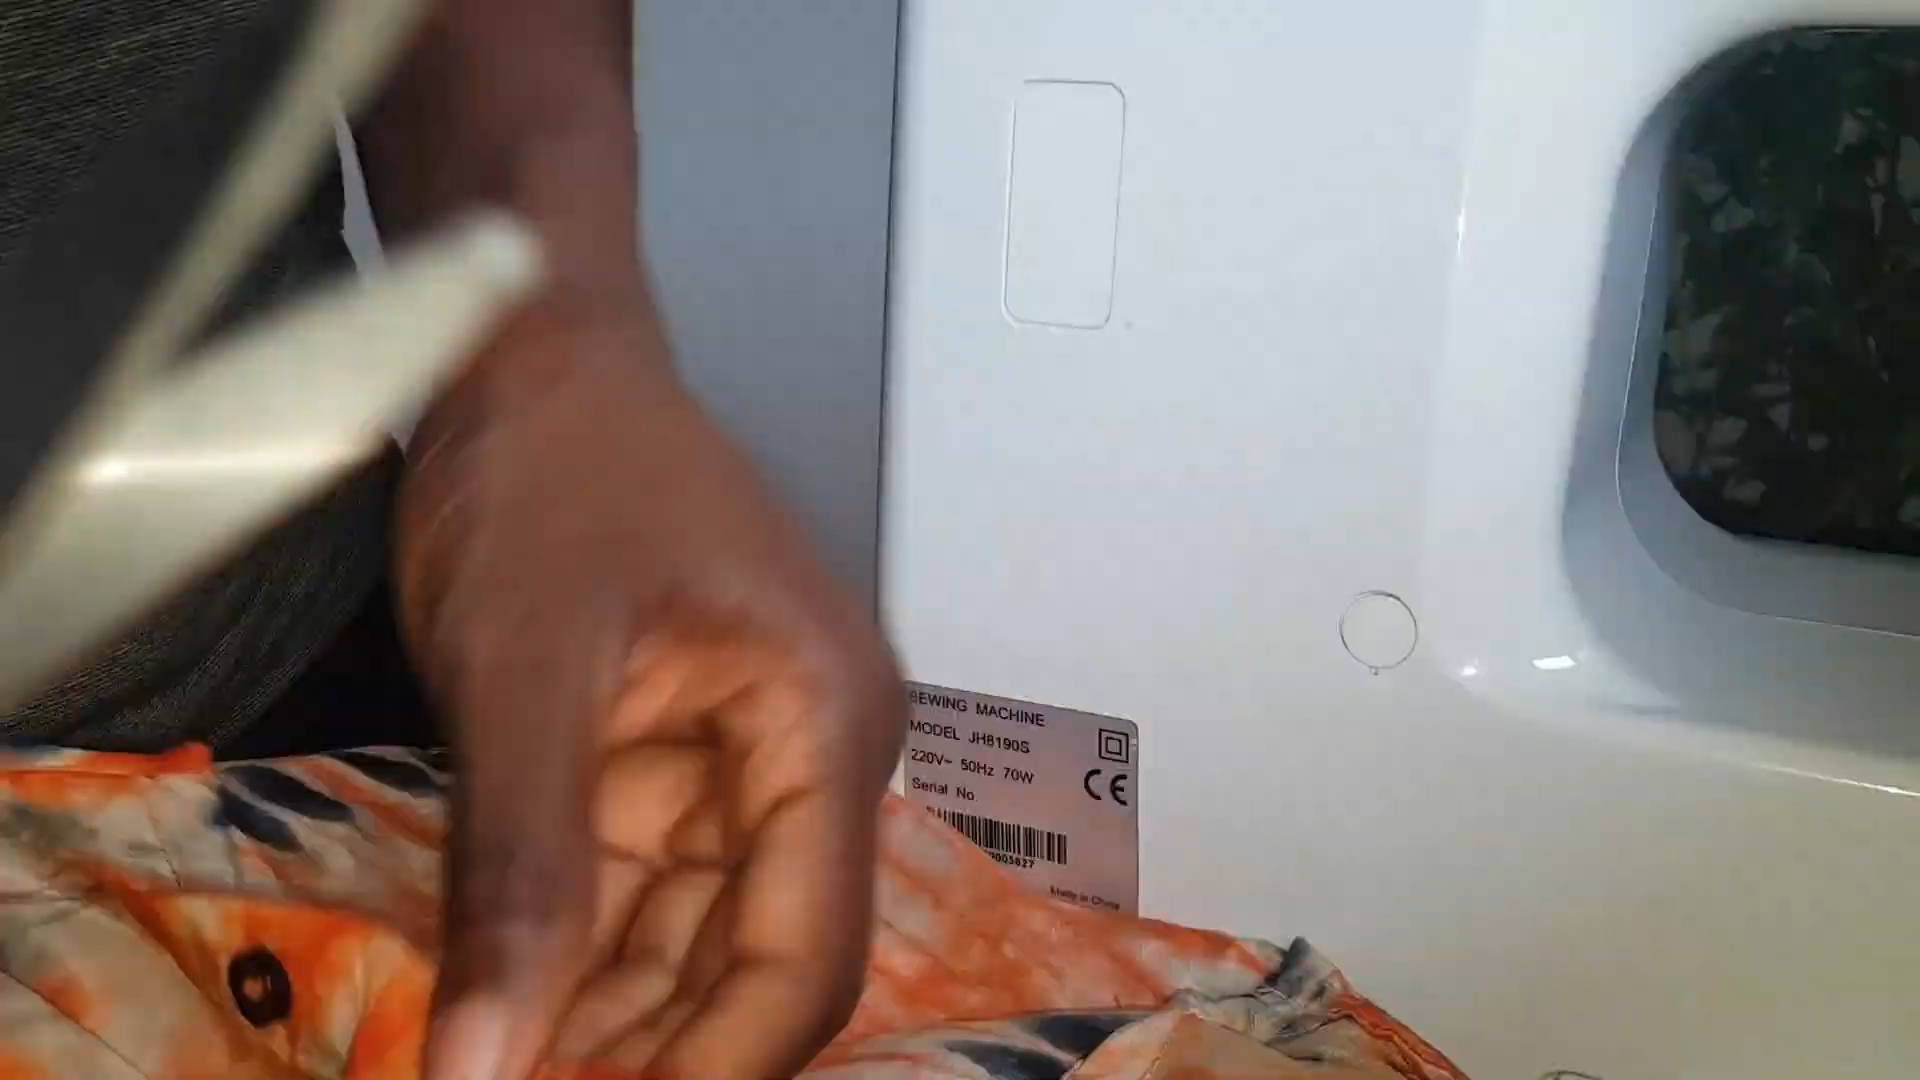 SEWING MACHINE
MODEL JH8190S
220V~ 50Hz 70W
CE
Serial No.
Made in China